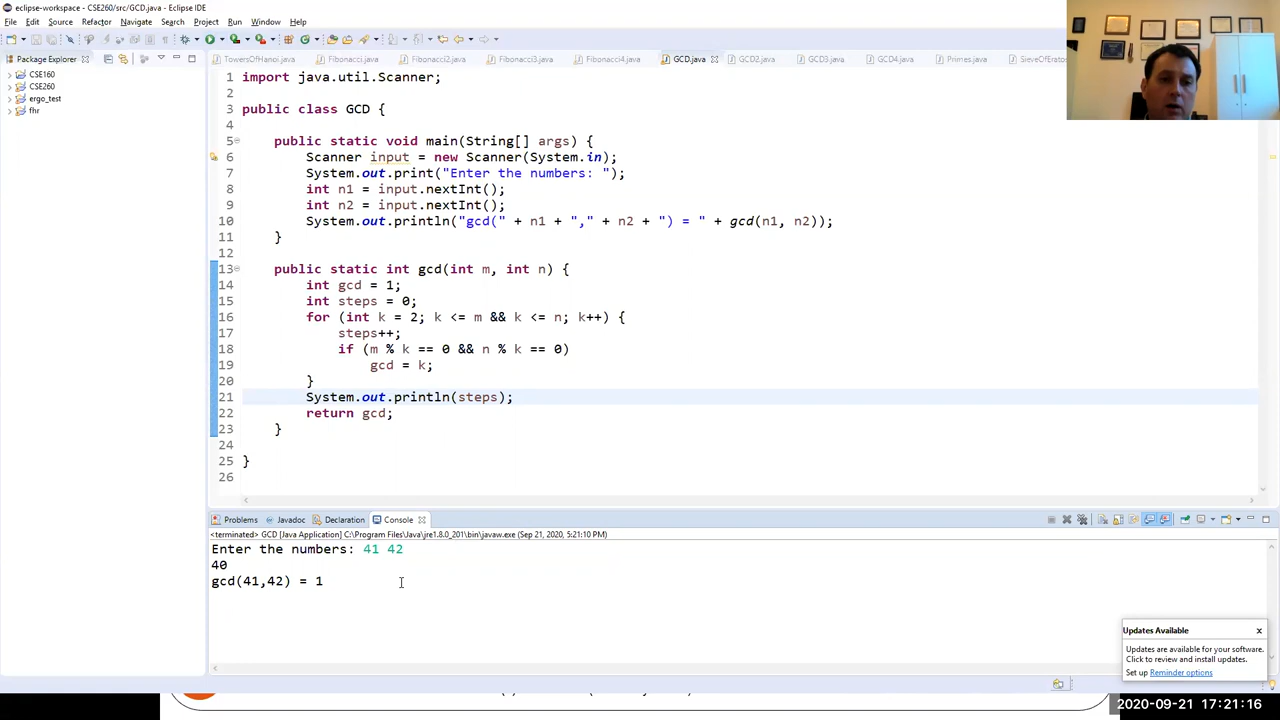 eclipse-workspace - CSE260/src/GCD.java - Eclipse IDE
File Edit Source Refactor Navigate Search Project Run Window Help
Package Explorer
TowersOfHanoi.java Fibonacci.java Fibonacci2.java Fibonacci3.java Fibonacci4.java GCD.java GCD2.java GCD3.java GCD4.java Primes.java SieveOfEratos
CSE160
CSE260
ergo_test
fhr
1 import java.util.Scanner;
2
3 public class GCD {
4
5 public static void main(String[] args) {
6 Scanner input = new Scanner(System.in);
7 System.out.print("Enter the numbers: ");
8 int n1 = input.nextInt();
9 int n2 = input.nextInt();
10 System.out.println("gcd(" + n1 + "," + n2 + ") = " + gcd(n1, n2));
11 }
12
13 public static int gcd(int m, int n) {
14 int gcd = 1;
15 int steps = 0;
16 for (int k = 2; k <= m && k <= n; k++) {
17 steps++;
18 if (m % k == 0 && n % k == 0)
19 gcd = k;
20 }
21 System.out.println(steps);
22 return gcd;
23 }
24
25 }
26
Problems Javadoc Declaration Console
<terminated> GCD [Java Application] C:\Program Files\Java\jre1.8.0_201\bin\javaw.exe (Sep 21, 2020, 5:21:10 PM)
Enter the numbers: 41 42
40
gcd(41,42) = 1
Updates Available
Updates are available for your software.
Click to review and install updates.
Set up Reminder options
2020-09-21 17:21:16